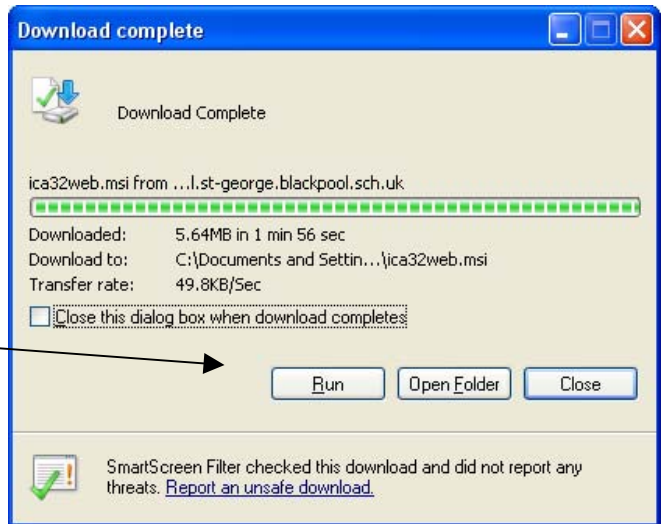 Download complete
Download Complete
ica32web.msi from ...l.st-george.blackpool.sch.uk
Downloaded: 5.64MB in 1 min 56 sec
Download to: C:\Documents and Settin...\ica32web.msi
Transfer rate: 49.8KB/Sec
Close this dialog box when download completes
Run Open Folder Close
SmartScreen Filter checked this download and did not report any
threats. Report an unsafe download.